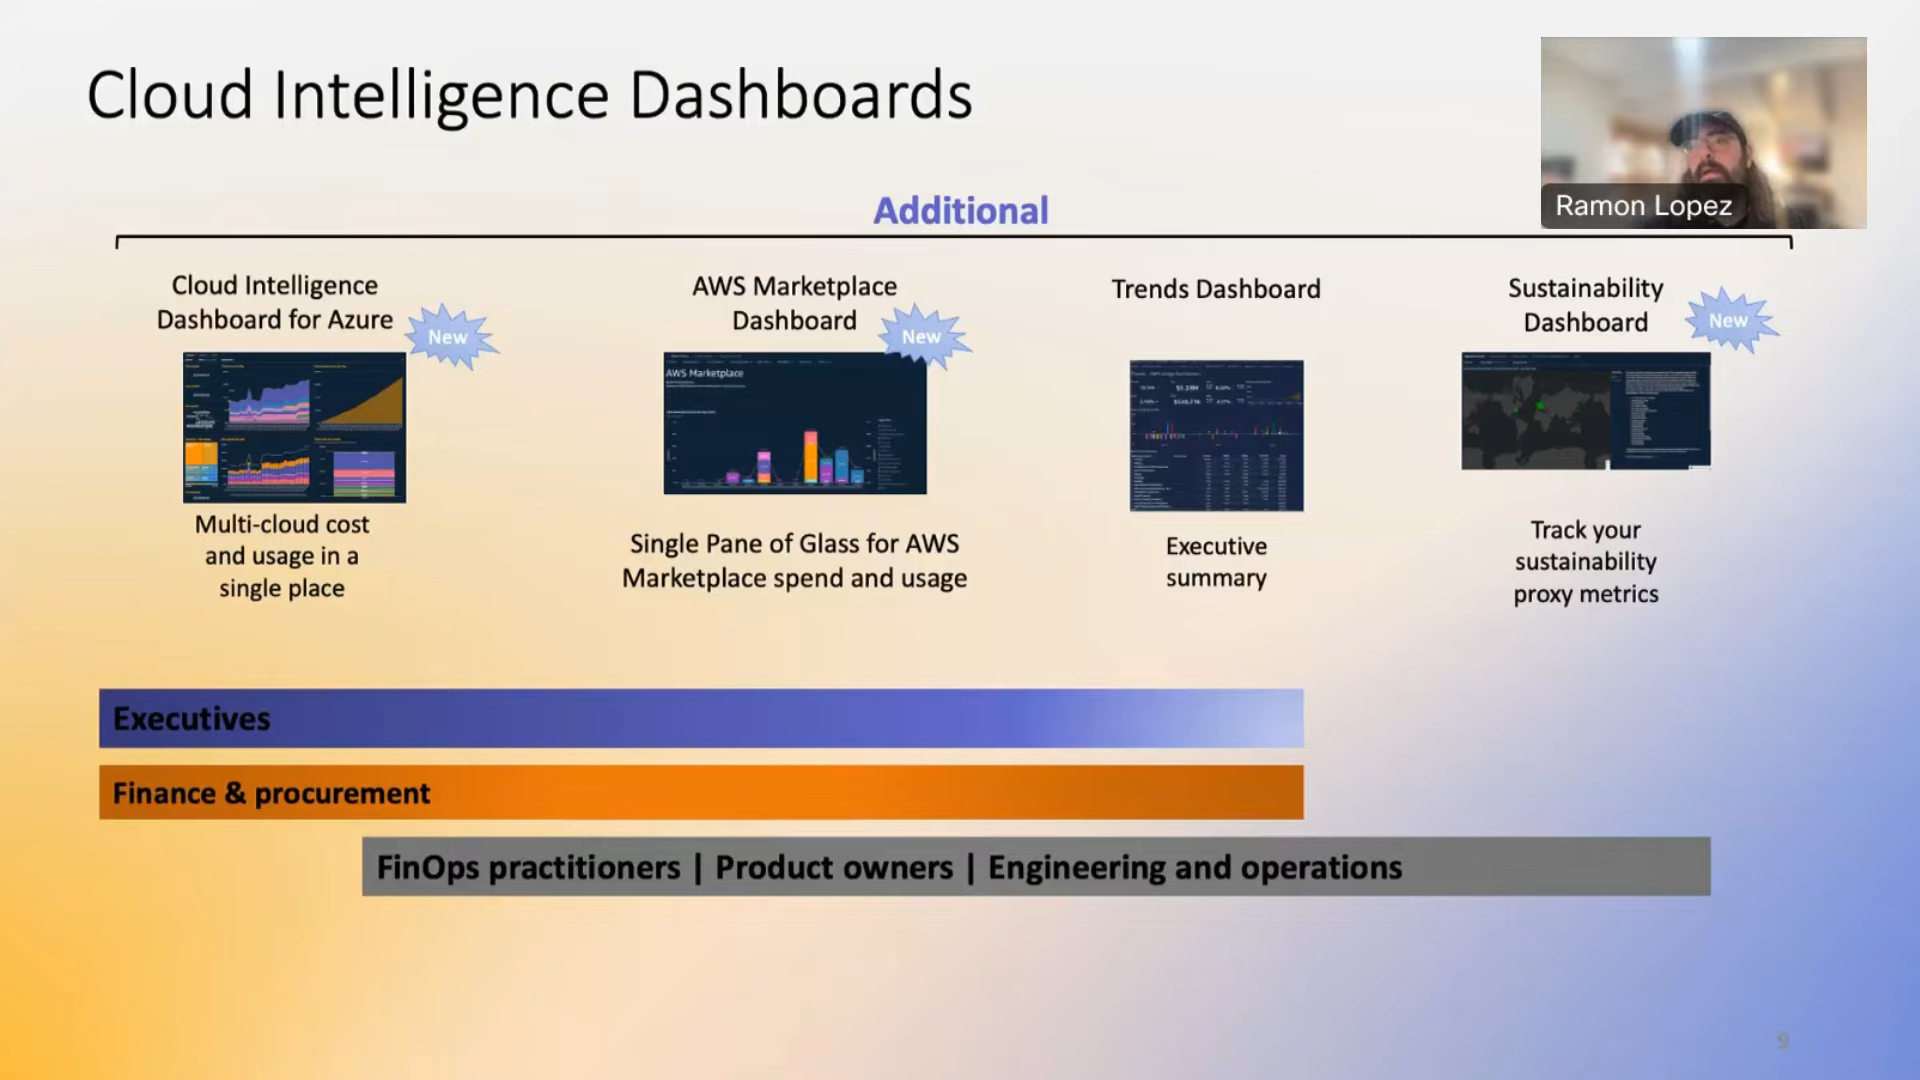 Cloud Intelligence Dashboards
Ramon Lopez
Additional
Cloud Intelligence
Dashboard for Azure
New
Multi-cloud cost
and usage in a
single place
AWS Marketplace
Dashboard
New
AWS Marketplace
Single Pane of Glass for AWS
Marketplace spend and usage
Trends Dashboard
Executive
summary
Sustainability
Dashboard
New
Track your
sustainability
proxy metrics
Executives
Finance & procurement
FinOps practitioners | Product owners | Engineering and operations
9